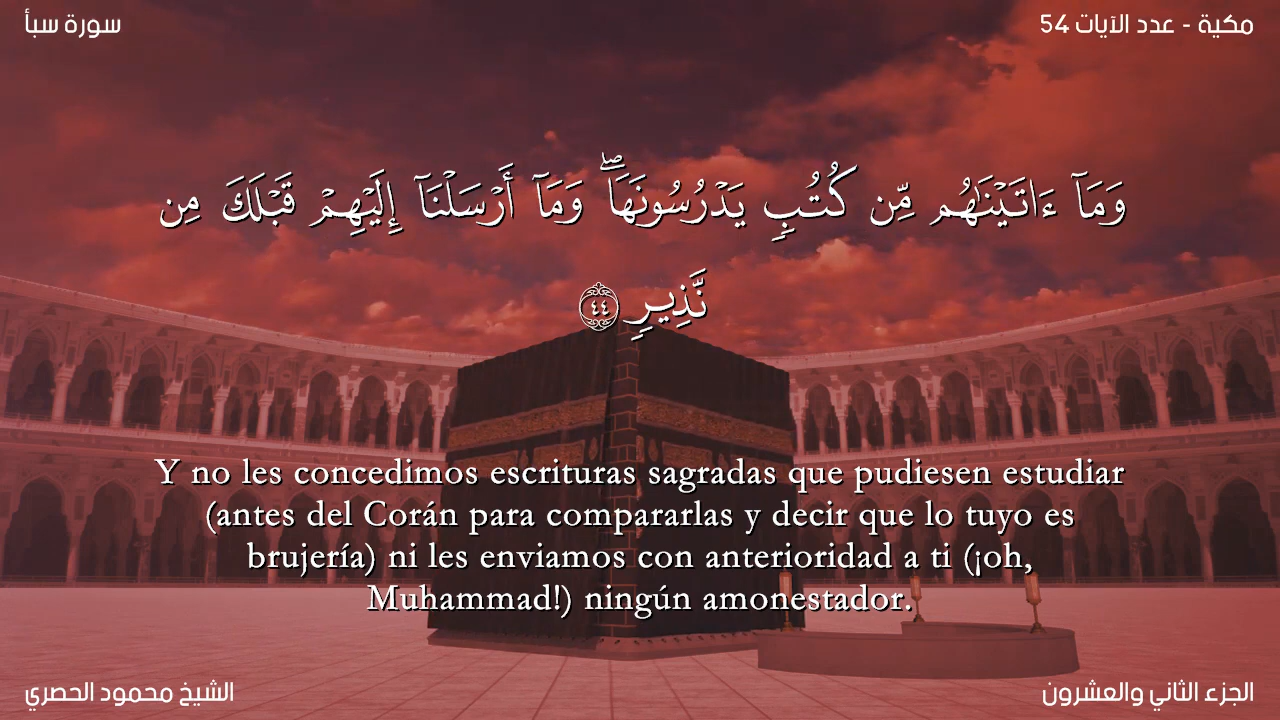 سورة سبأ
مكية - عدد الآيات 54
وَمَآ ءَاتَيْنَٰهُم مِّن كُتُبٍ يَدْرُسُونَهَا ۖ وَمَآ أَرْسَلْنَآ إِلَيْهِمْ قَبْلَكَ مِن
نَّذِيرٍ ٤٤
Y no les concedimos escrituras sagradas que pudiesen estudiar
(antes del Corán para compararlas y decir que lo tuyo es
brujería) ni les enviamos con anterioridad a ti (¡oh,
Muhammad!) ningún amonestador.
الشيخ محمود الحصري
الجزء الثاني والعشرون